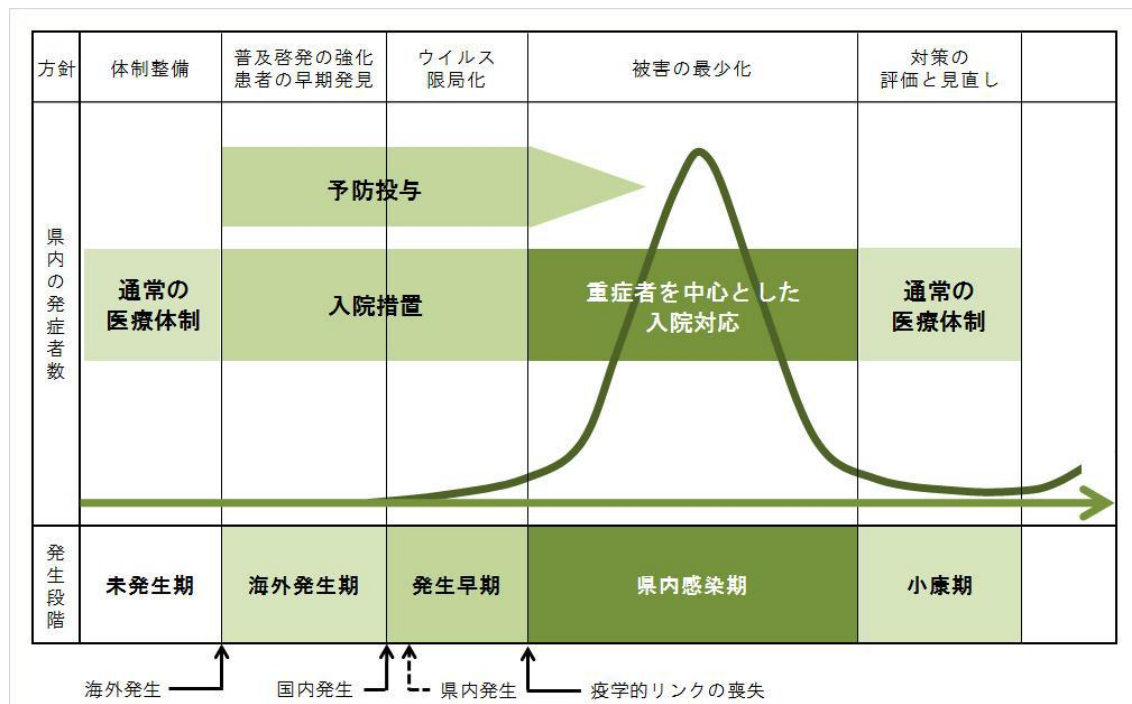 方針
体制整備
普及啓発の強化
患者の早期発見
ウイルス
限局化
被害の最少化
対策の
評価と見直し
県内の発症者数
予防投与
通常の
医療体制
入院措置
重症者を中心とした
入院対応
通常の
医療体制
発生段階
未発生期
海外発生期
発生早期
県内感染期
小康期
海外発生
国内発生
県内発生
疫学的リンクの喪失